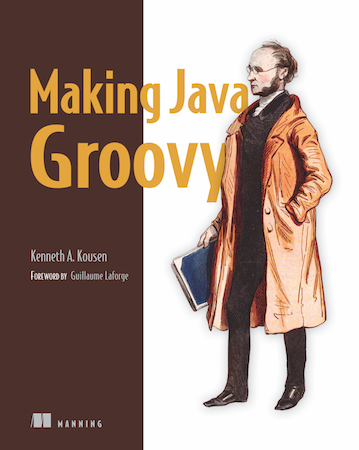 Making Java
Groovy
Kenneth A. Kousen
FOREWORD BY Guillaume Laforge
MANNING